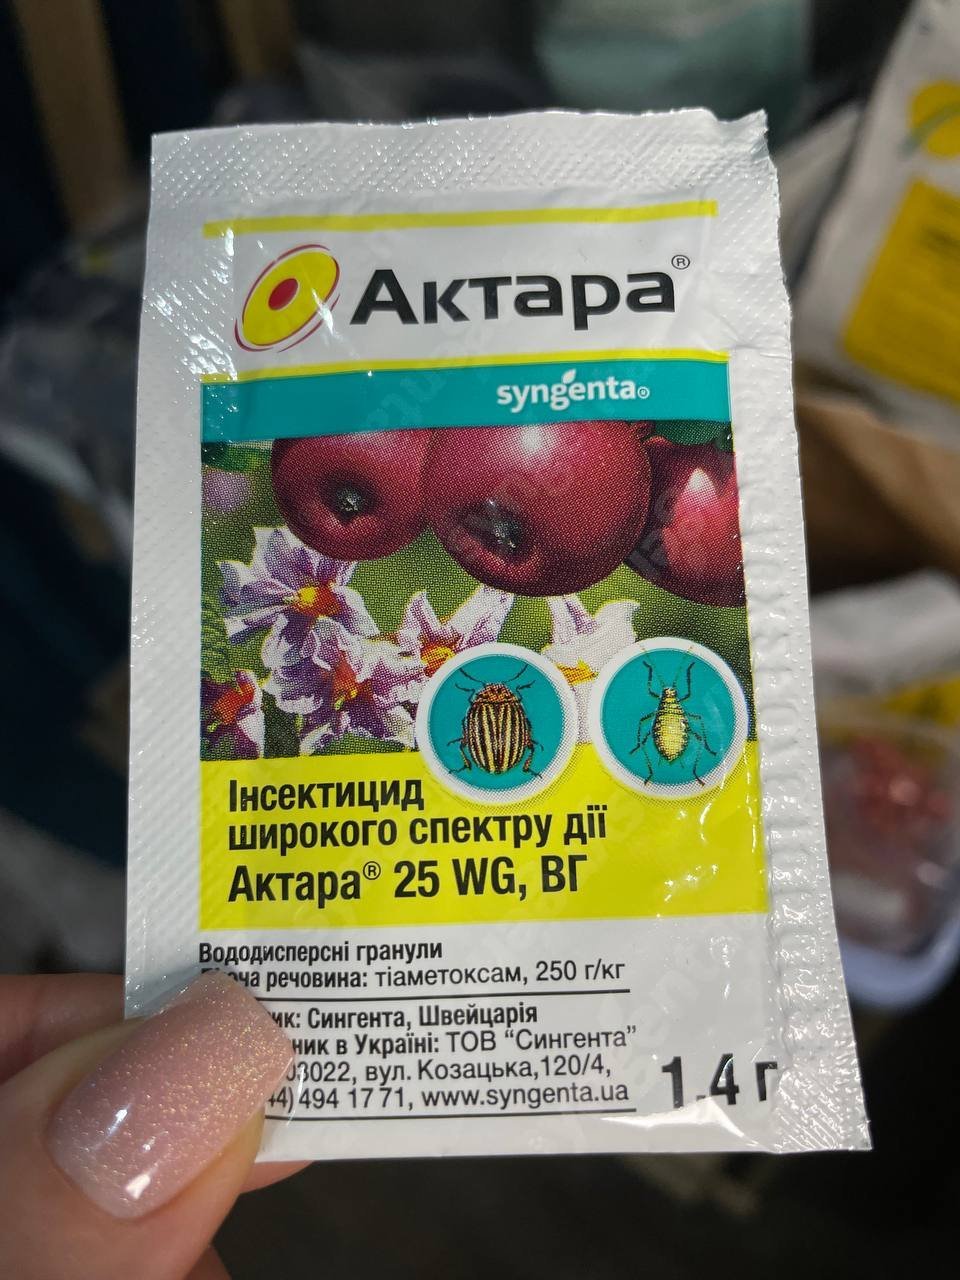 Актара®
syngenta®
Інсектицид
широкого спектру дії
Актара® 25 WG, ВГ
Вододисперсні гранули
речовина: тіаметоксам, 250 г/кг
Сингента, Швейцарія
в Україні: ТОВ “Сингента”
03022, вул. Козацька,120/4,
494 17 71, www.syngenta.ua
1.4 г